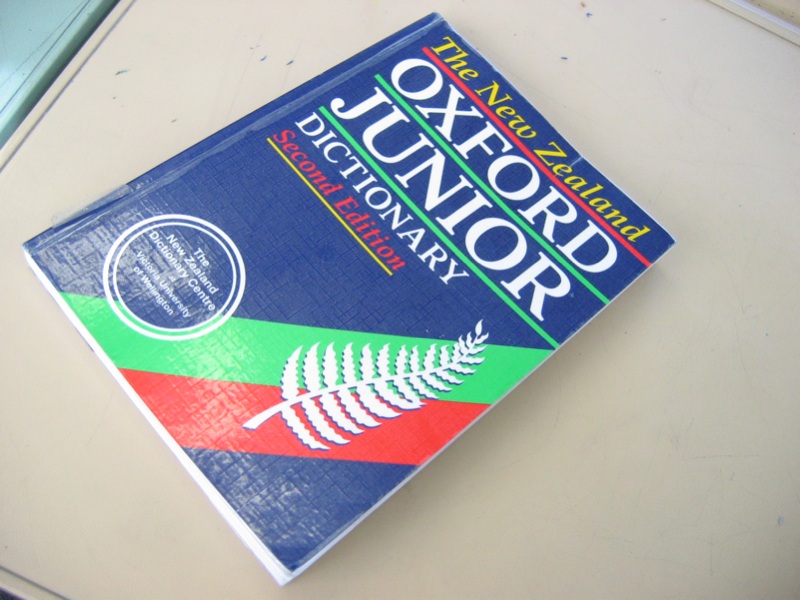 The New Zealand
OXFORD
JUNIOR
DICTIONARY
Second Edition
The
New Zealand
Dictionary Centre
Victoria University
of Wellington